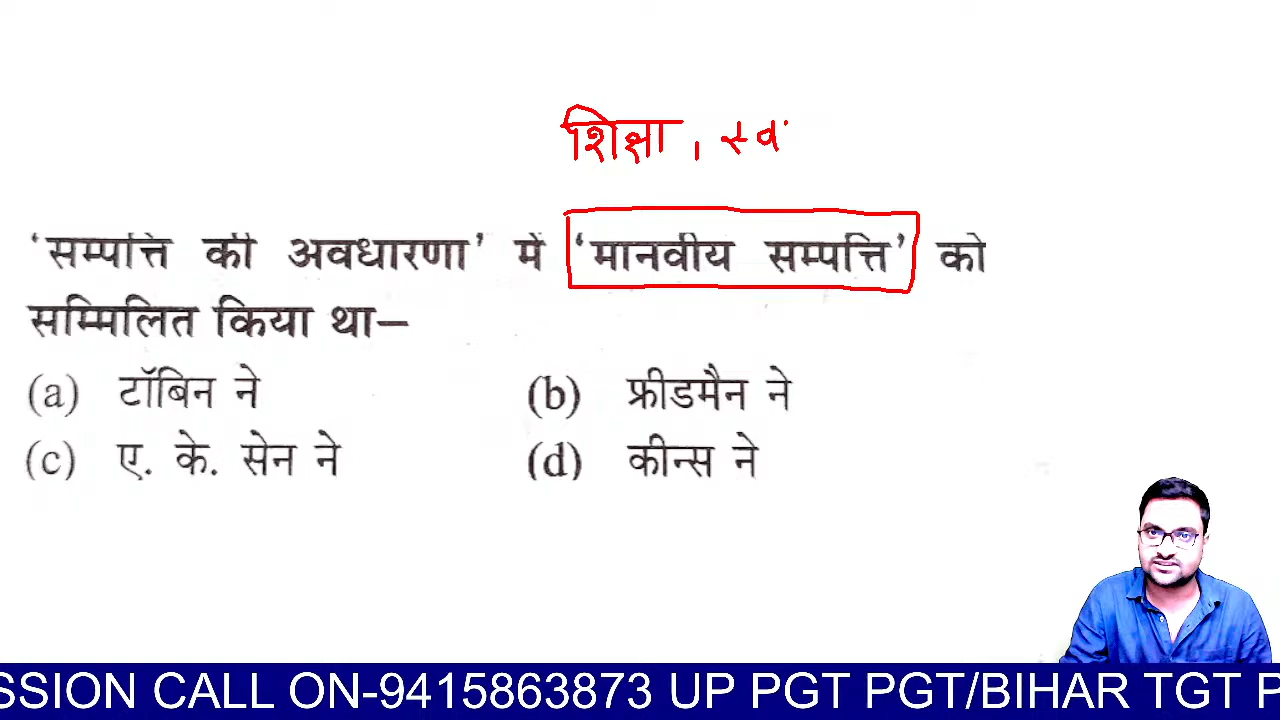 शिक्षा, स्व
'सम्पत्ति की अवधारणा' में 'मानवीय सम्पत्ति' को
सम्मिलित किया था–
(a) टॉबिन ने (b) फ्रीडमैन ने
(c) ए. के. सेन ने (d) कीन्स ने
SSION CALL ON-9415863873 UP PGT PGT/BIHAR TGT P